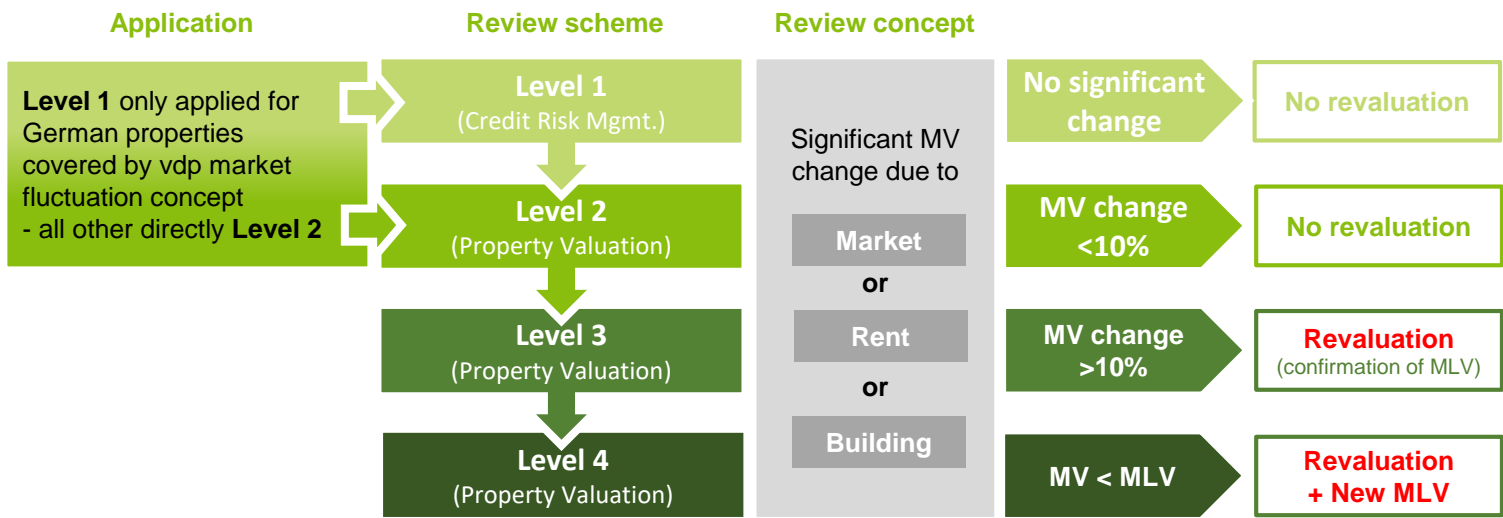 Application
Review scheme
Review concept
Level 1 only applied for
German properties
covered by vdp market
fluctuation concept
- all other directly Level 2
Level 1
(Credit Risk Mgmt.)
Level 2
(Property Valuation)
Level 3
(Property Valuation)
Level 4
(Property Valuation)
Significant MV
change due to
Market
or
Rent
or
Building
No significant
change
No revaluation
MV change
<10%
No revaluation
MV change
>10%
Revaluation
(confirmation of MLV)
MV < MLV
Revaluation
+ New MLV